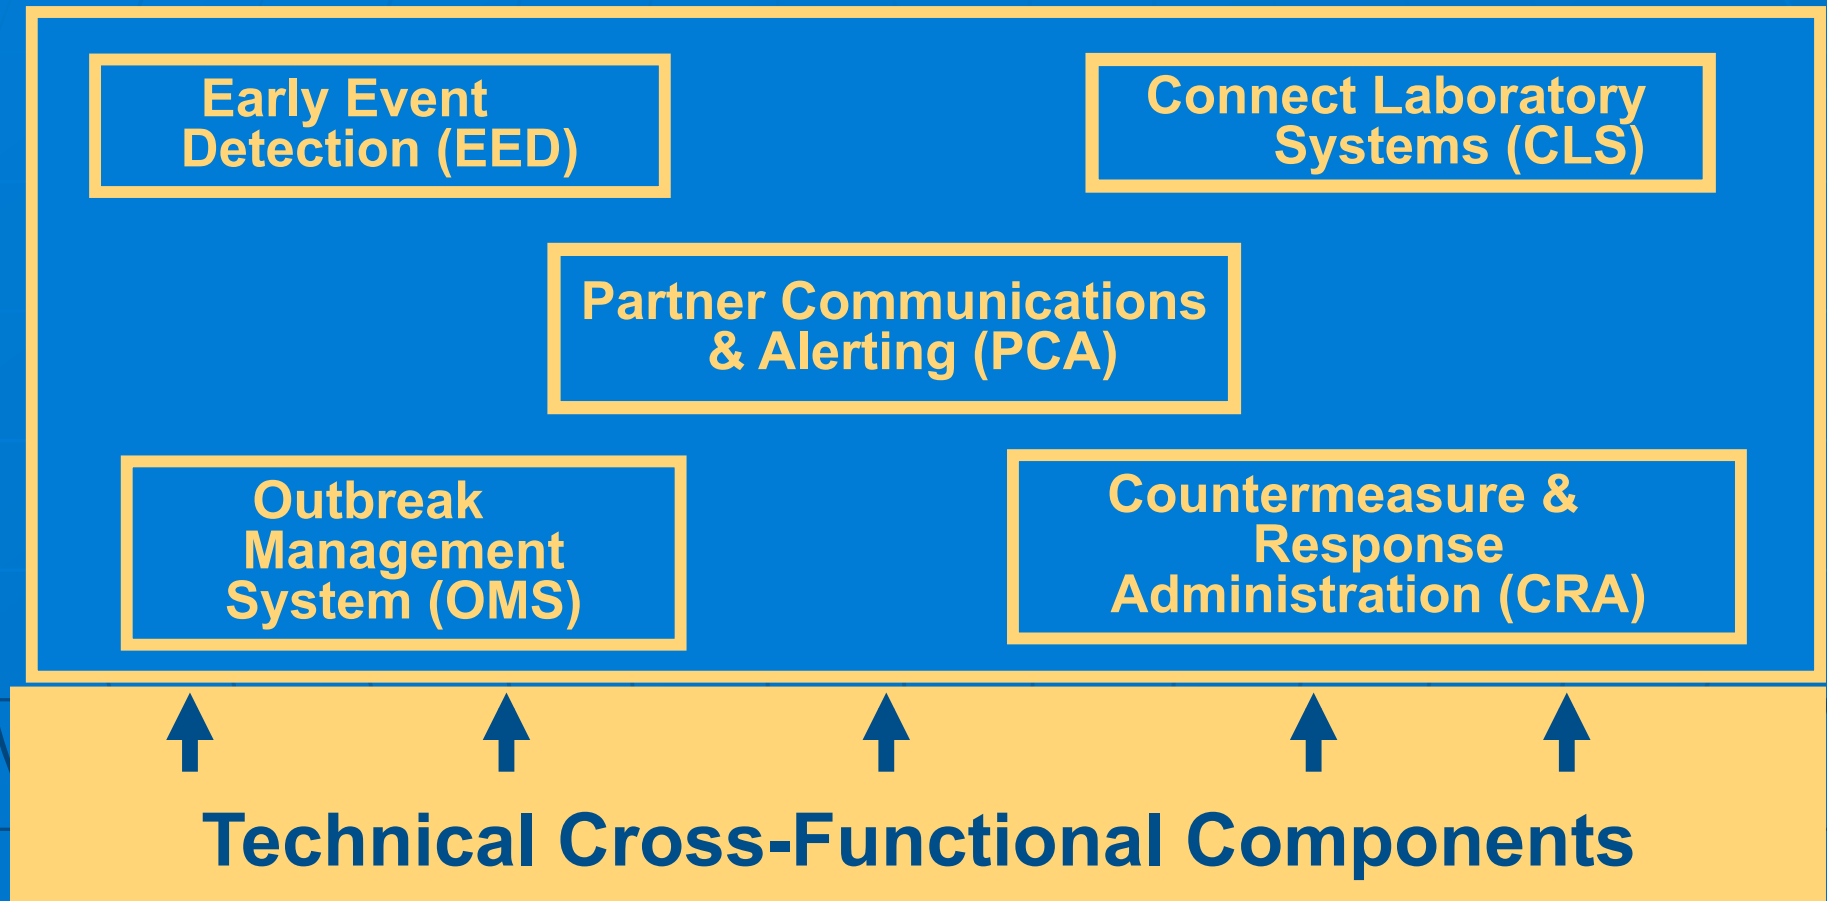 Early Event
Detection (EED)
Connect Laboratory
Systems (CLS)
Partner Communications
& Alerting (PCA)
Outbreak
Management
System (OMS)
Countermeasure &
Response
Administration (CRA)
Technical Cross-Functional Components